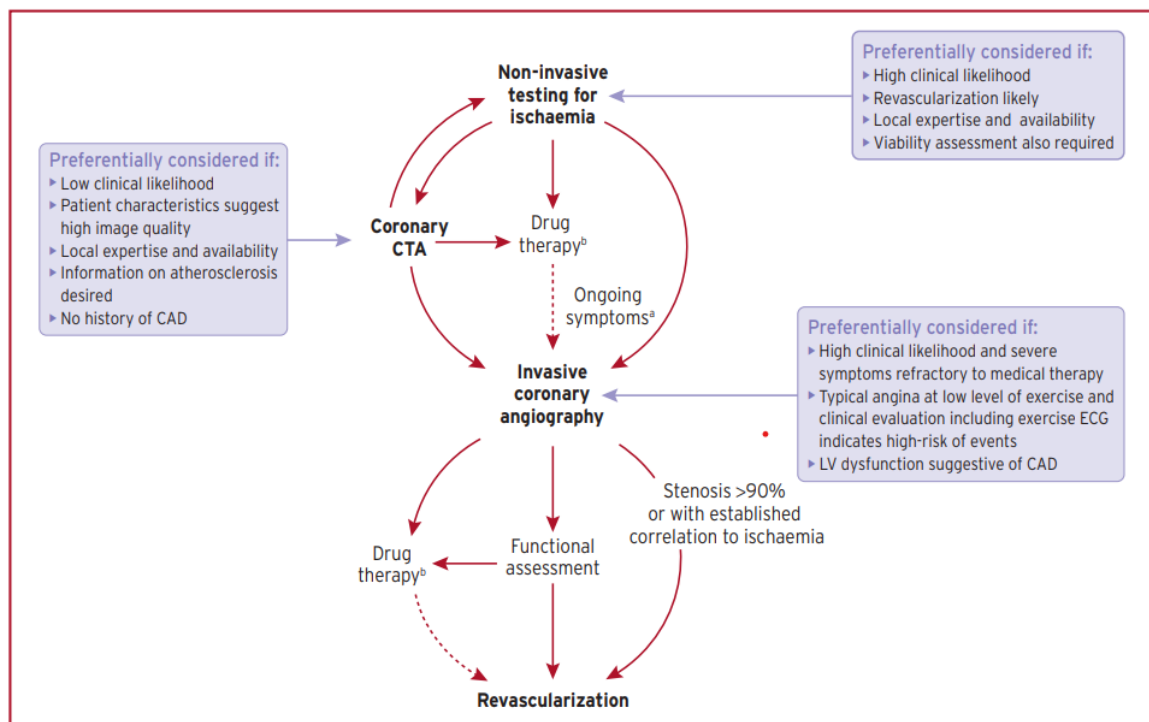 Non-invasive
testing for
ischaemia
Preferentially considered if:
▸ High clinical likelihood
▸ Revascularization likely
▸ Local expertise and availability
▸ Viability assessment also required
Preferentially considered if:
▸ Low clinical likelihood
▸ Patient characteristics suggest
high image quality
▸ Local expertise and availability
▸ Information on atherosclerosis
desired
▸ No history of CAD
Coronary
CTA
Drug
therapyᵇ
Ongoing
symptomsᵃ
Preferentially considered if:
▸ High clinical likelihood and severe
symptoms refractory to medical therapy
▸ Typical angina at low level of exercise and
clinical evaluation including exercise ECG
indicates high-risk of events
▸ LV dysfunction suggestive of CAD
Invasive
coronary
angiography
Stenosis >90%
or with established
correlation to ischaemia
Drug
therapyᵇ
Functional
assessment
Revascularization